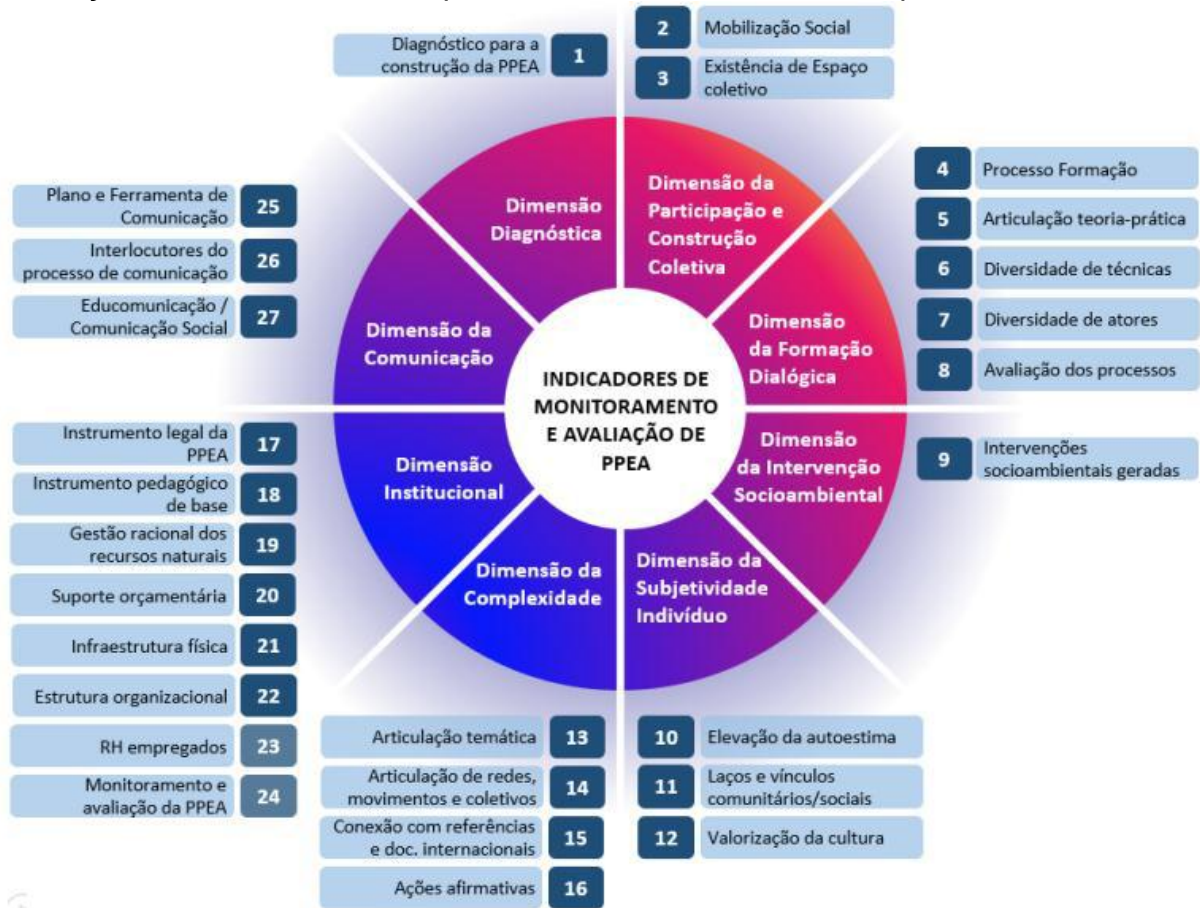 Diagnóstico para a
construção da PPEA
1
2
Mobilização Social
3
Existência de Espaço
coletivo
4
Processo Formação
5
Articulação teoria-prática
6
Diversidade de técnicas
7
Diversidade de atores
8
Avaliação dos processos
9
Intervenções
socioambientais geradas
10
Elevação da autoestima
11
Laços e vínculos
comunitários/sociais
12
Valorização da cultura
Articulação temática
13
Articulação de redes,
movimentos e coletivos
14
Conexão com referências
e doc. internacionais
15
Ações afirmativas
16
Instrumento legal da
PPEA
17
Instrumento pedagógico
de base
18
Gestão racional dos
recursos naturais
19
Suporte orçamentária
20
Infraestrutura física
21
Estrutura organizacional
22
RH empregados
23
Monitoramento e
avaliação da PPEA
24
Plano e Ferramenta de
Comunicação
25
Interlocutores do
processo de comunicação
26
Educomunicação /
Comunicação Social
27
Dimensão
Diagnóstica
Dimensão da
Participação e
Construção
Coletiva
Dimensão
da Formação
Dialógica
Dimensão
da Intervenção
Socioambiental
Dimensão da
Subjetividade
Indivíduo
Dimensão da
Complexidade
Dimensão
Institucional
Dimensão da
Comunicação
INDICADORES DE
MONITORAMENTO
E AVALIAÇÃO DE
PPEA